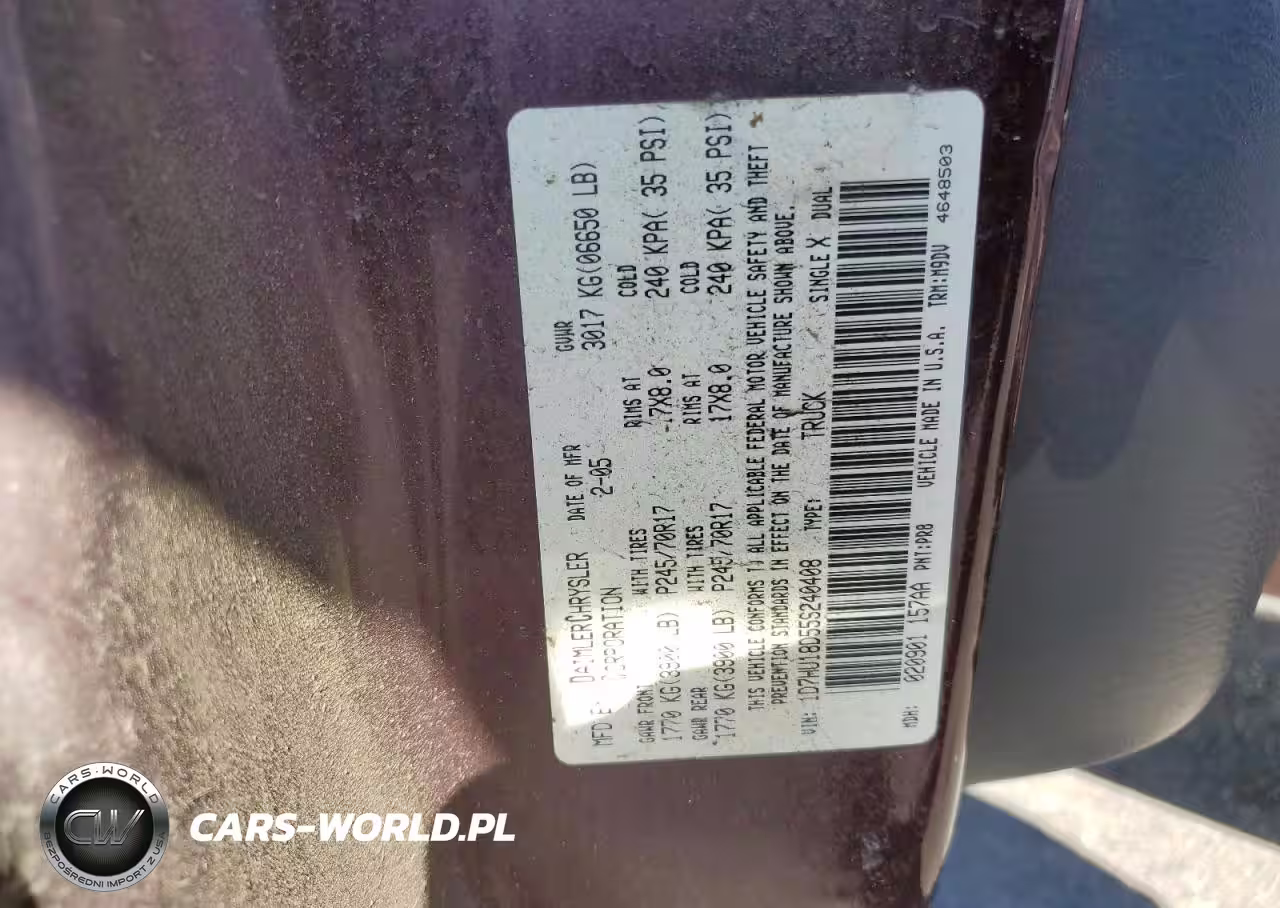 MFD BY DAIMLERCHRYSLER DATE OF MFR GVWR
CORPORATION 2-05 3017 KG(06650 LB)
GAWR FRONT WITH TIRES RIMS AT COLD
1770 KG(3900 LB) P245/70R17 17X8.0 240 KPA( 35 PSI)
GAWR REAR WITH TIRES RIMS AT COLD
1770 KG(3900 LB) P245/70R17 17X8.0 240 KPA( 35 PSI)
THIS VEHICLE CONFORMS TO ALL APPLICABLE FEDERAL MOTOR VEHICLE SAFETY AND THEFT
PREVENTION STANDARDS IN EFFECT ON THE DATE OF MANUFACTURE SHOWN ABOVE.
VIN: 1D7HU18D55S240408 TYPE: TRUCK SINGLE X DUAL
MDH: 020901 157AA PNT:PR8 VEHICLE MADE IN U.S.A. TRM:M9DV 4648503
CARS-WORLD
CW
BEZPOŚREDNI IMPORT Z USA
CARS-WORLD.PL